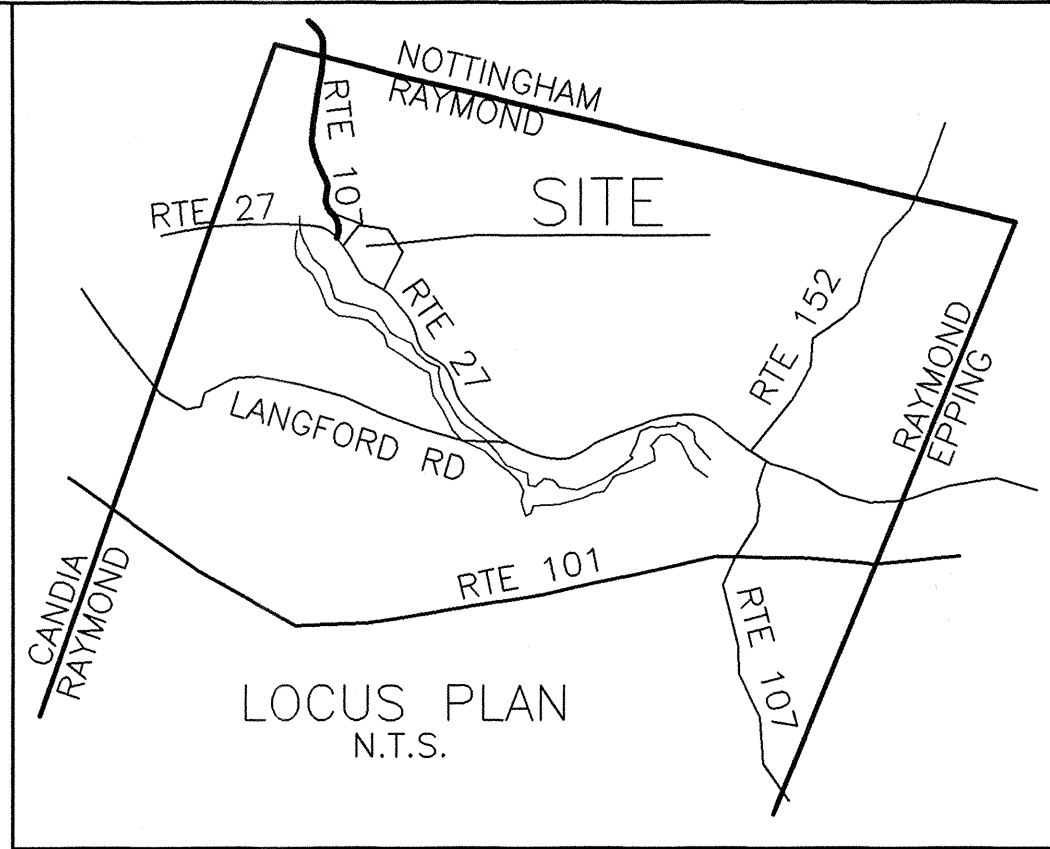 NOTTINGHAM
RAYMOND
RTE 107
SITE
RTE 27
RTE 27
RTE 152
RAYMOND
EPPING
LANGFORD RD
RTE 101
CANDIA
RAYMOND
RTE 107
LOCUS PLAN
N.T.S.